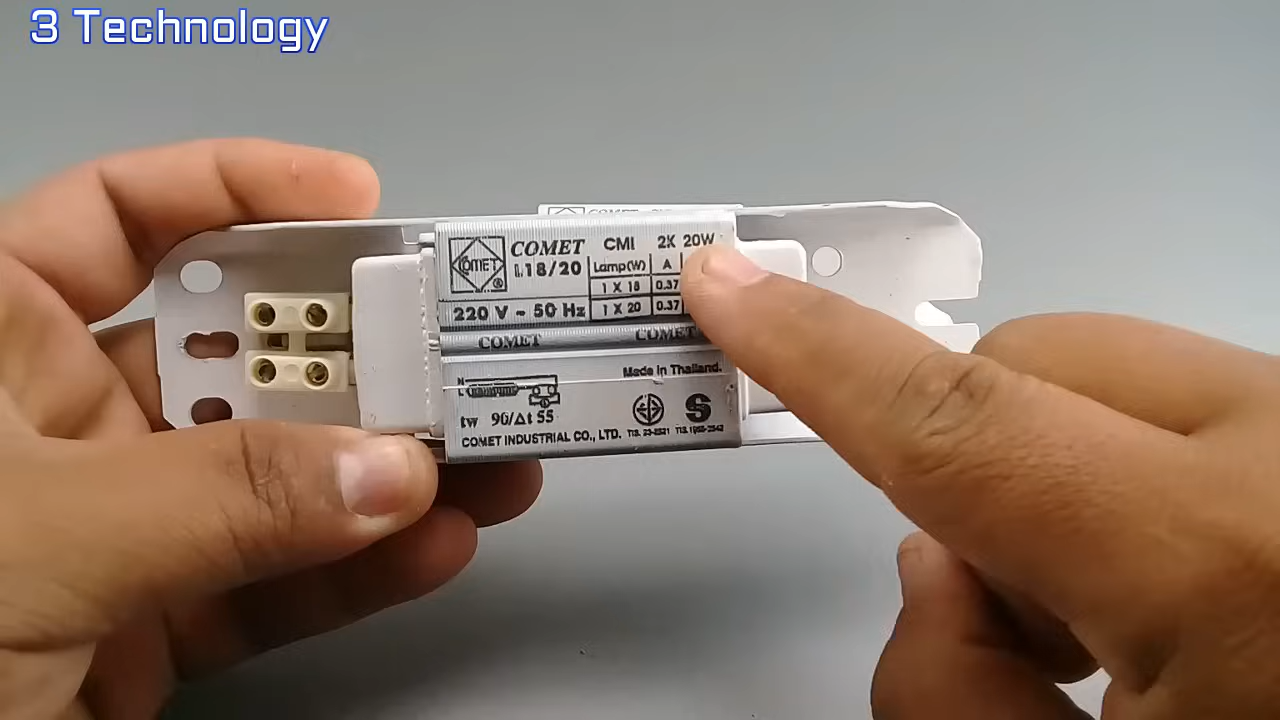 3 Technology
COMET
COMET CMI 2K 20W
L18/20 Lamp(W) A
1 X 18 0.37
220 V ~ 50 Hz 1 X 20 0.37
COMET COMET
Made in Thailand.
N
L
tw 90/Δt 55
COMET INDUSTRIAL CO., LTD.